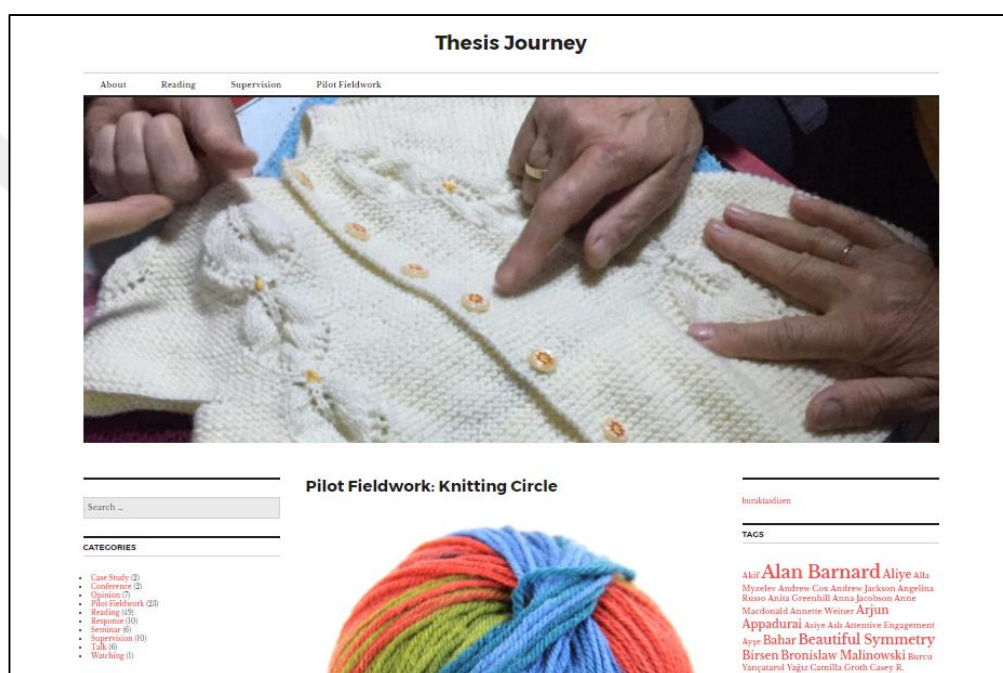 Thesis Journey
About Reading Supervision Pilot Fieldwork
Pilot Fieldwork: Knitting Circle
Search ...
CATEGORIES
Case Study (2)
Conference (2)
Opinion (7)
Pilot Fieldwork (23)
Reading (49)
Response (10)
Seminar (6)
Supervision (10)
Talk (6)
Watching (1)
buraktasdizen
TAGS
Akif Alan Barnard Aliye Alla
Myzelev Andrew Cox Andrew Jackson Angelina
Russo Anita Greenhill Anna Jacobson Anne
Macdonald Annette Weiner Arjun
Appadurai Asiye Aslı Attentive Engagement
Ayşe Bahar Beautiful Symmetry
Birsen Bronislaw Malinowski Burcu
Yançatarol Yağız Camilla Groth Casey R.